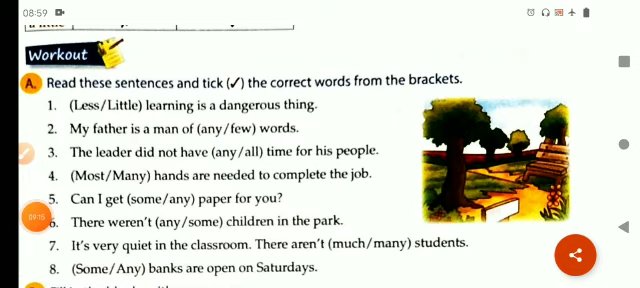 08:59
Workout
A. Read these sentences and tick (✓) the correct words from the brackets.
1. (Less/Little) learning is a dangerous thing.
2. My father is a man of (any/few) words.
3. The leader did not have (any/all) time for his people.
4. (Most/Many) hands are needed to complete the job.
5. Can I get (some/any) paper for you?
09:15
6. There weren't (any/some) children in the park.
7. It's very quiet in the classroom. There aren't (much/many) students.
8. (Some/Any) banks are open on Saturdays.